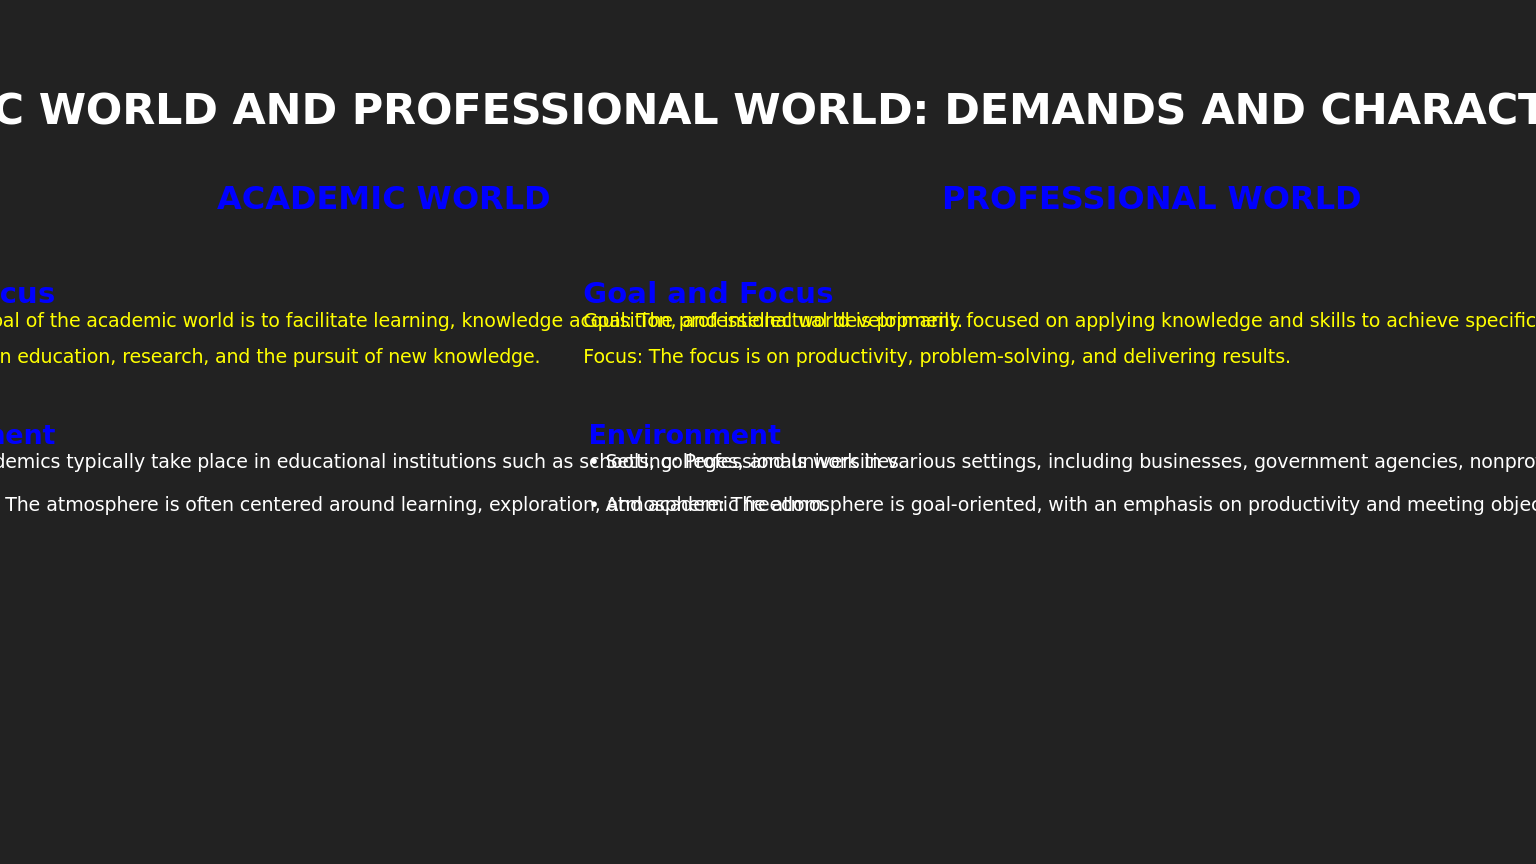 C WORLD AND PROFESSIONAL WORLD: DEMANDS AND CHARACT
ACADEMIC WORLD
PROFESSIONAL WORLD
cus
al of the academic world is to facilitate learning, knowledge acquisition, and intellectual development.
n education, research, and the pursuit of new knowledge.
ent
demics typically take place in educational institutions such as schools, colleges, and universities.
The atmosphere is often centered around learning, exploration, and academic freedom.
Goal and Focus
Goal: The professional world is primarily focused on applying knowledge and skills to achieve specific
Focus: The focus is on productivity, problem-solving, and delivering results.
Environment
• Setting: Professionals work in various settings, including businesses, government agencies, nonpro
• Atmosphere: The atmosphere is goal-oriented, with an emphasis on productivity and meeting objec